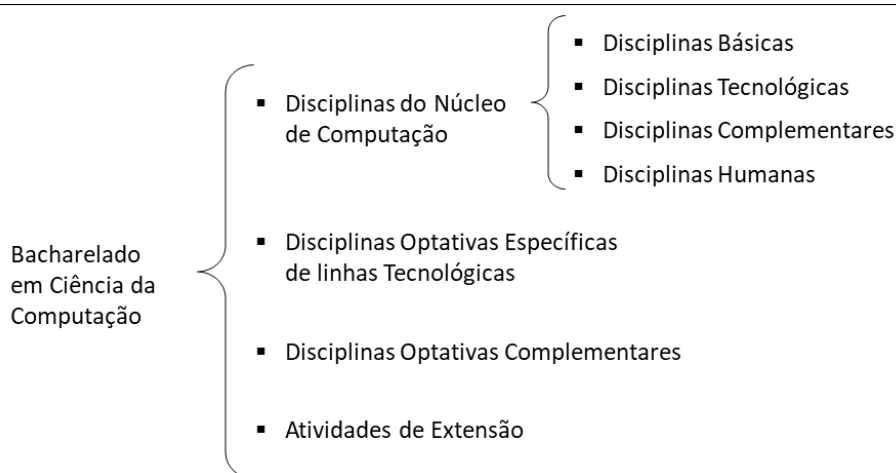 Bacharelado
em Ciência da
Computação
▪ Disciplinas do Núcleo
de Computação
▪ Disciplinas Básicas
▪ Disciplinas Tecnológicas
▪ Disciplinas Complementares
▪ Disciplinas Humanas
▪ Disciplinas Optativas Específicas
de linhas Tecnológicas
▪ Disciplinas Optativas Complementares
▪ Atividades de Extensão